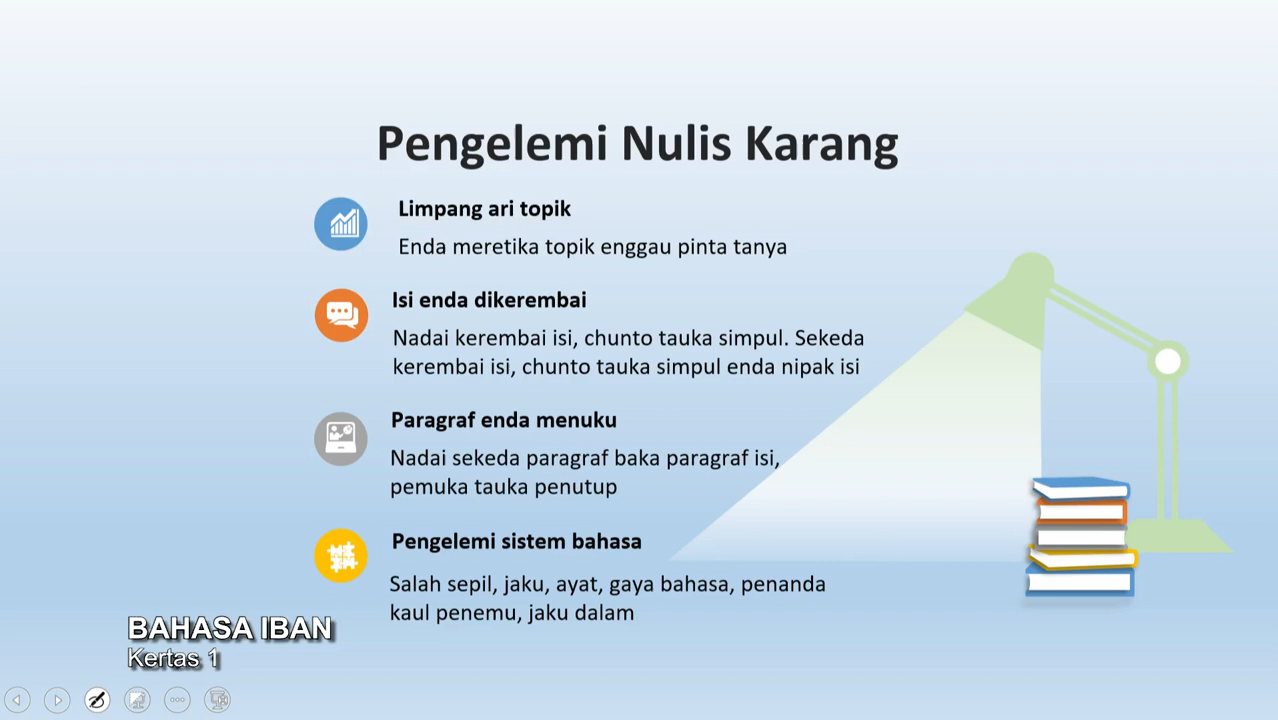 Pengelemi Nulis Karang
Limpang ari topik
Enda meretika topik enggau pinta tanya
Isi enda dikerembai
Nadai kerembai isi, chunto tauka simpul. Sekeda
kerembai isi, chunto tauka simpul enda nipak isi
Paragraf enda menuku
Nadai sekeda paragraf baka paragraf isi,
pemuka tauka penutup
Pengelemi sistem bahasa
Salah sepil, jaku, ayat, gaya bahasa, penanda
kaul penemu, jaku dalam
BAHASA IBAN
Kertas 1